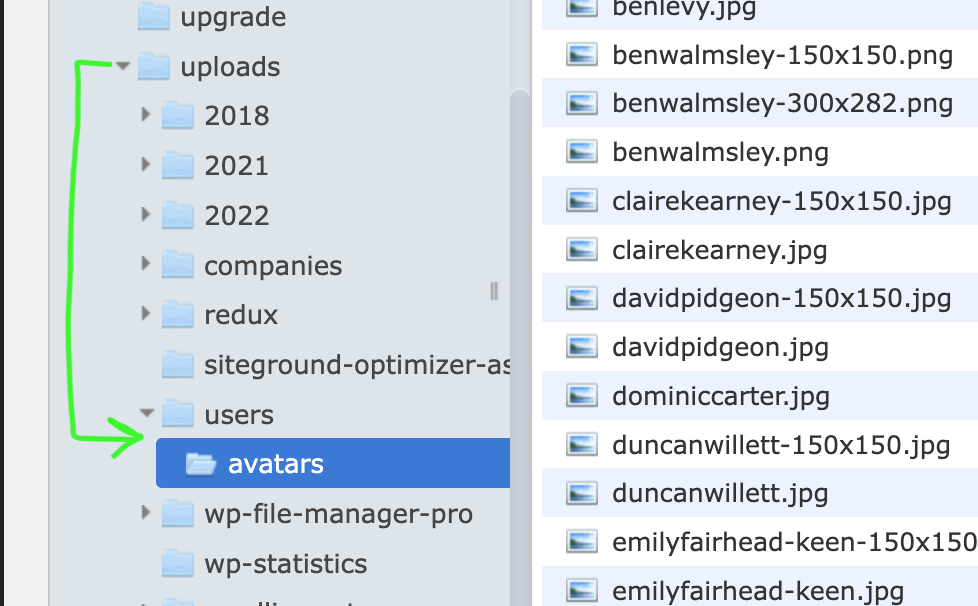 upgrade
uploads
2018
2021
2022
companies
redux
siteground-optimizer-as
users
avatars
wp-file-manager-pro
wp-statistics
benlevy.jpg
benwalmsley-150x150.png
benwalmsley-300x282.png
benwalmsley.png
clairekearney-150x150.jpg
clairekearney.jpg
davidpidgeon-150x150.jpg
davidpidgeon.jpg
dominiccarter.jpg
duncanwillett-150x150.jpg
duncanwillett.jpg
emilyfairhead-keen-150x150
emilyfairhead-keen.jpg